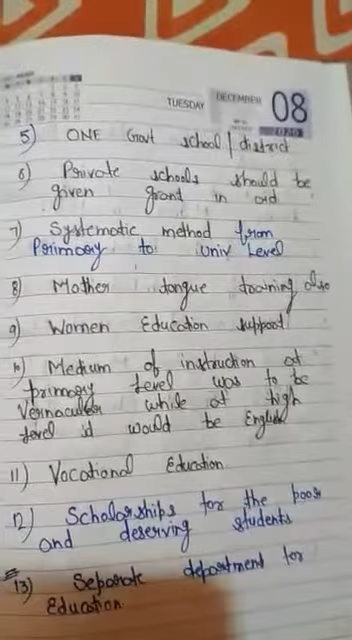 TUESDAY DECEMBER 08
2020
5) ONE Govt school / district
6) Private schools should be
given grant in aid
7) Systematic method from
Primary to Univ Level
8) Mother tongue training also
9) Women Education support
10) Medium of instruction at
primary level was to be
Vernacular while at high
level it would be English
11) Vocational Education
12) Scholarships for the poor
and deserving students
13) Separate department for
Education